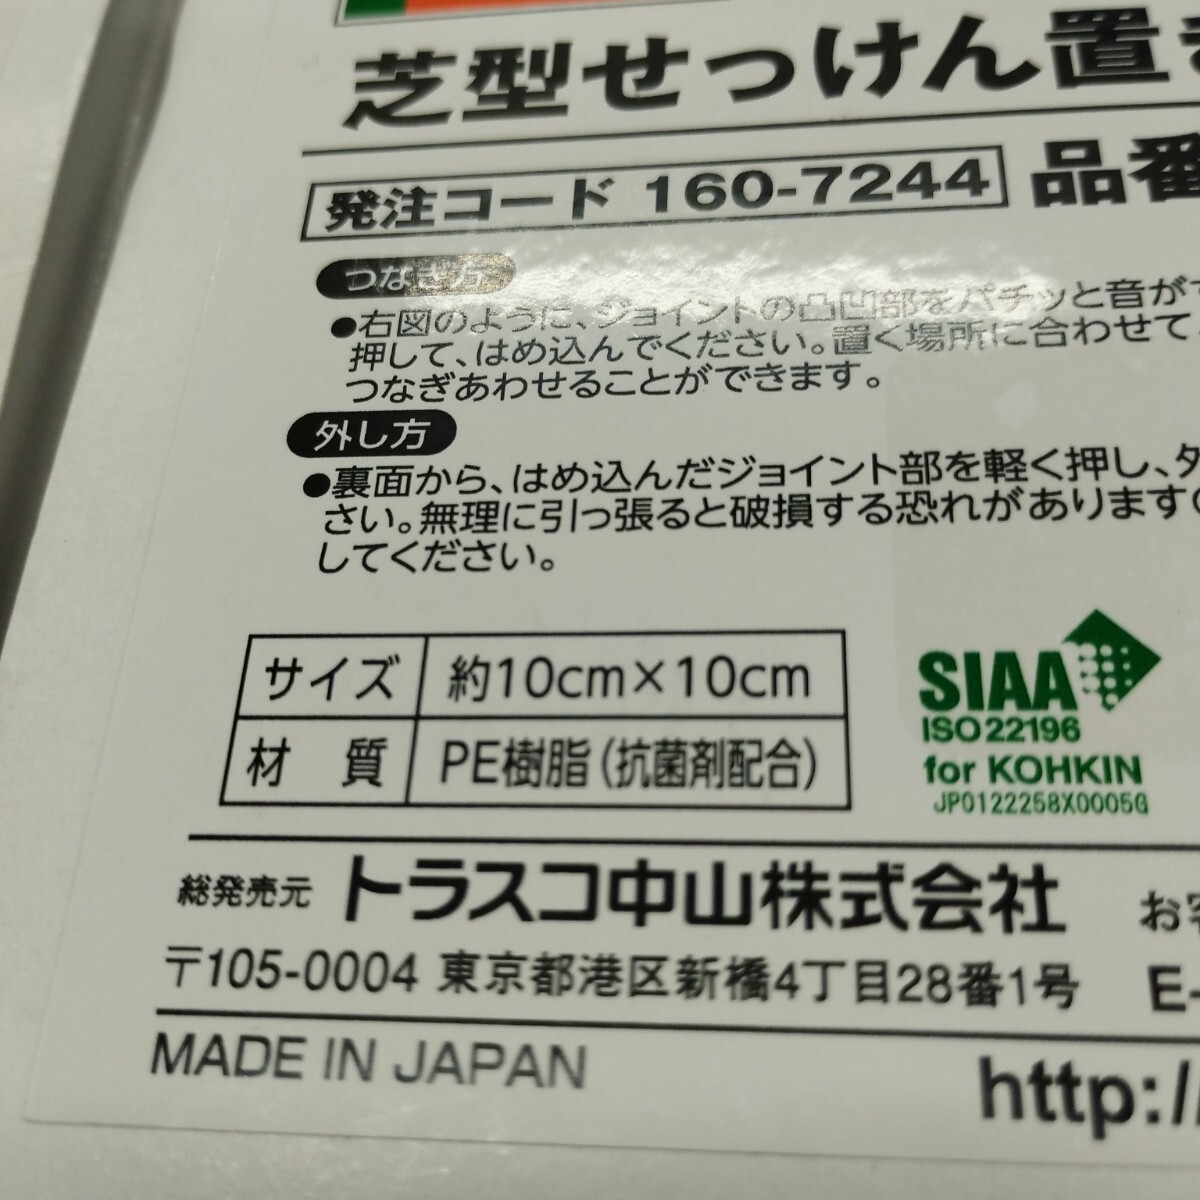 芝型せっけん置き
発注コード 160-7244 品番
つなぎ方
●右図のように、ジョイントの凸凹部をパチッと音がす
押して、はめ込んでください。置く場所に合わせて
つなぎあわせることができます。
外し方
●裏面から、はめ込んだジョイント部を軽く押し、タ
さい。無理に引っ張ると破損する恐れがあります
してください。
サイズ 約10cm×10cm
材 質 PE樹脂(抗菌剤配合)
SIAA
ISO 22196
for KOHKIN
JP0122258X0005G
総発売元 トラスコ中山株式会社 お客
〒105-0004 東京都港区新橋4丁目28番1号 E-
MADE IN JAPAN
http://